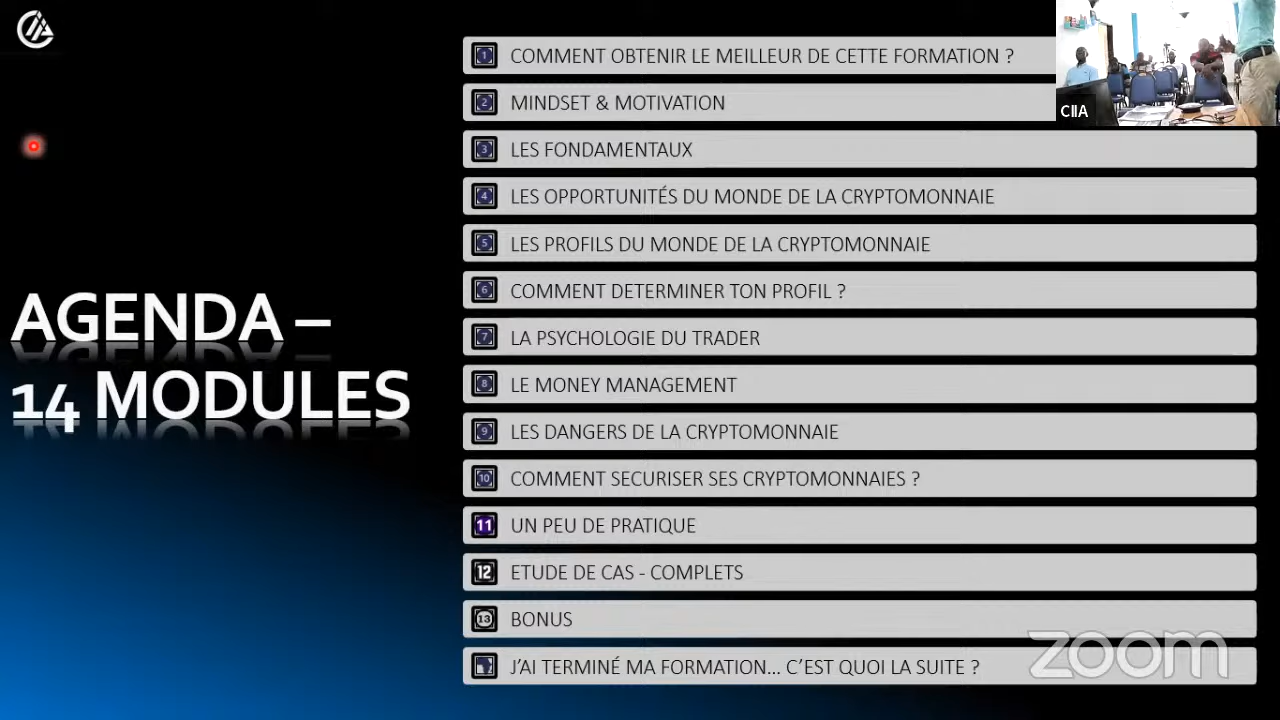 AGENDA –
14 MODULES
1 COMMENT OBTENIR LE MEILLEUR DE CETTE FORMATION ?
2 MINDSET & MOTIVATION
3 LES FONDAMENTAUX
4 LES OPPORTUNITÉS DU MONDE DE LA CRYPTOMONNAIE
5 LES PROFILS DU MONDE DE LA CRYPTOMONNAIE
6 COMMENT DETERMINER TON PROFIL ?
7 LA PSYCHOLOGIE DU TRADER
8 LE MONEY MANAGEMENT
9 LES DANGERS DE LA CRYPTOMONNAIE
10 COMMENT SECURISER SES CRYPTOMONNAIES ?
11 UN PEU DE PRATIQUE
12 ETUDE DE CAS - COMPLETS
13 BONUS
J'AI TERMINÉ MA FORMATION... C'EST QUOI LA SUITE ?
CIIA
zoom